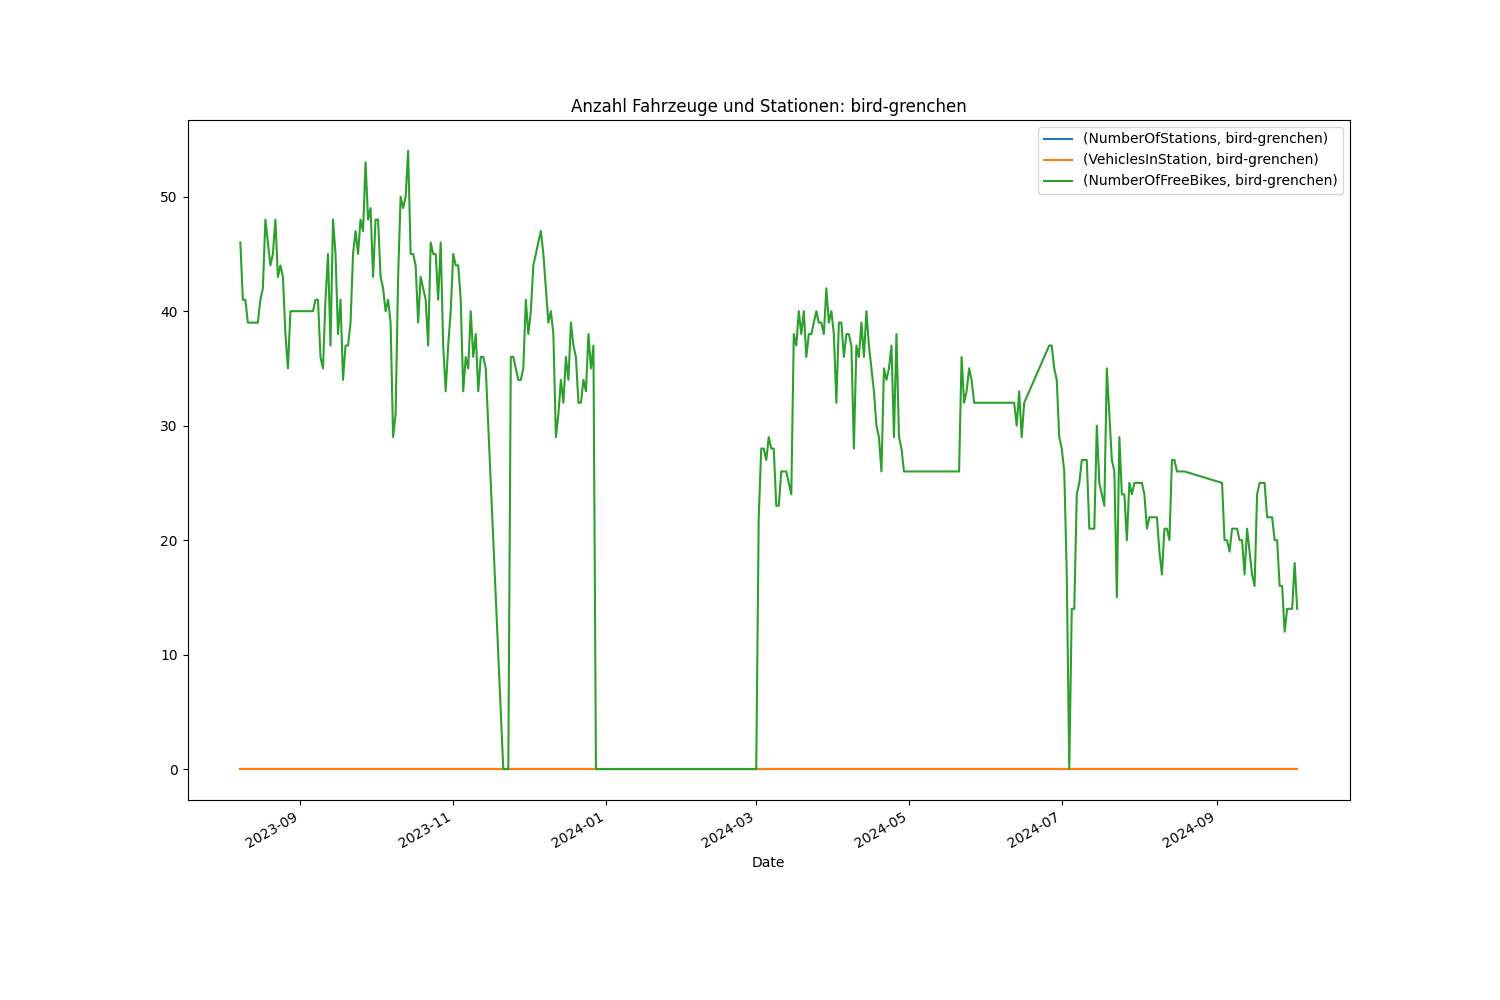 Anzahl Fahrzeuge und Stationen: bird-grenchen
(NumberOfStations, bird-grenchen)
(VehiclesInStation, bird-grenchen)
(NumberOfFreeBikes, bird-grenchen)
50
40
30
20
10
0
2023-09
2023-11
2024-01
2024-03
2024-05
2024-07
2024-09
Date